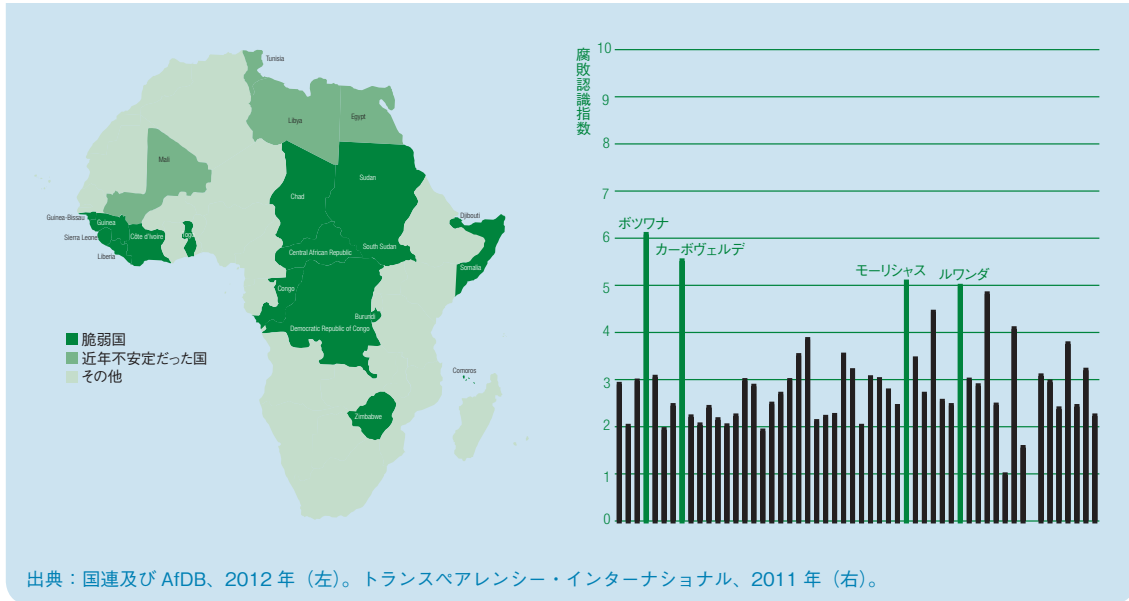 Tunisia
Libya
Egypt
Mali
Chad
Sudan
Guinea-Bissau
Guinea
Sierra Leone
Côte d'Ivoire
Togo
Liberia
Djibouti
Central African Republic
South Sudan
Somalia
Congo
Burundi
Democratic Republic of Congo
Comoros
Zimbabwe
脆弱国
近年不安定だった国
その他
腐敗認識指数
10
9
8
7
6
5
4
3
2
1
0
ボツワナ
カーボヴェルデ
モーリシャス
ルワンダ
出典：国連及び AfDB、2012 年（左）。トランスペアレンシー・インターナショナル、2011 年（右）。